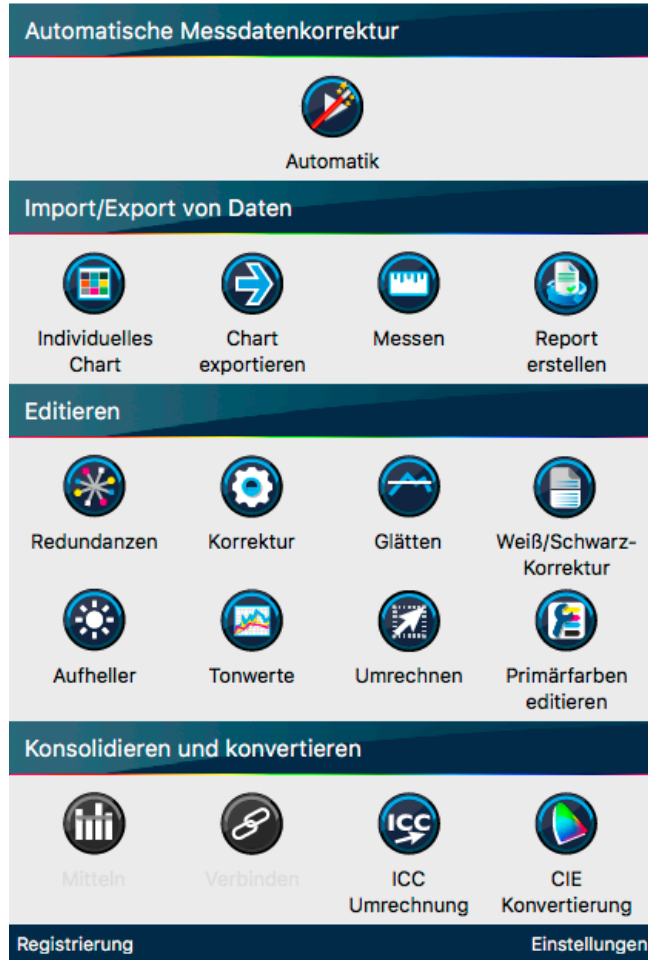 Automatische Messdatenkorrektur
Automatik
Import/Export von Daten
Individuelles
Chart
Chart
exportieren
Messen
Report
erstellen
Editieren
Redundanzen
Korrektur
Glätten
Weiß/Schwarz-
Korrektur
Aufheller
Tonwerte
Umrechnen
Primärfarben
editieren
Konsolidieren und konvertieren
Mitteln
Verbinden
ICC
ICC
Umrechnung
CIE
Konvertierung
Registrierung
Einstellungen